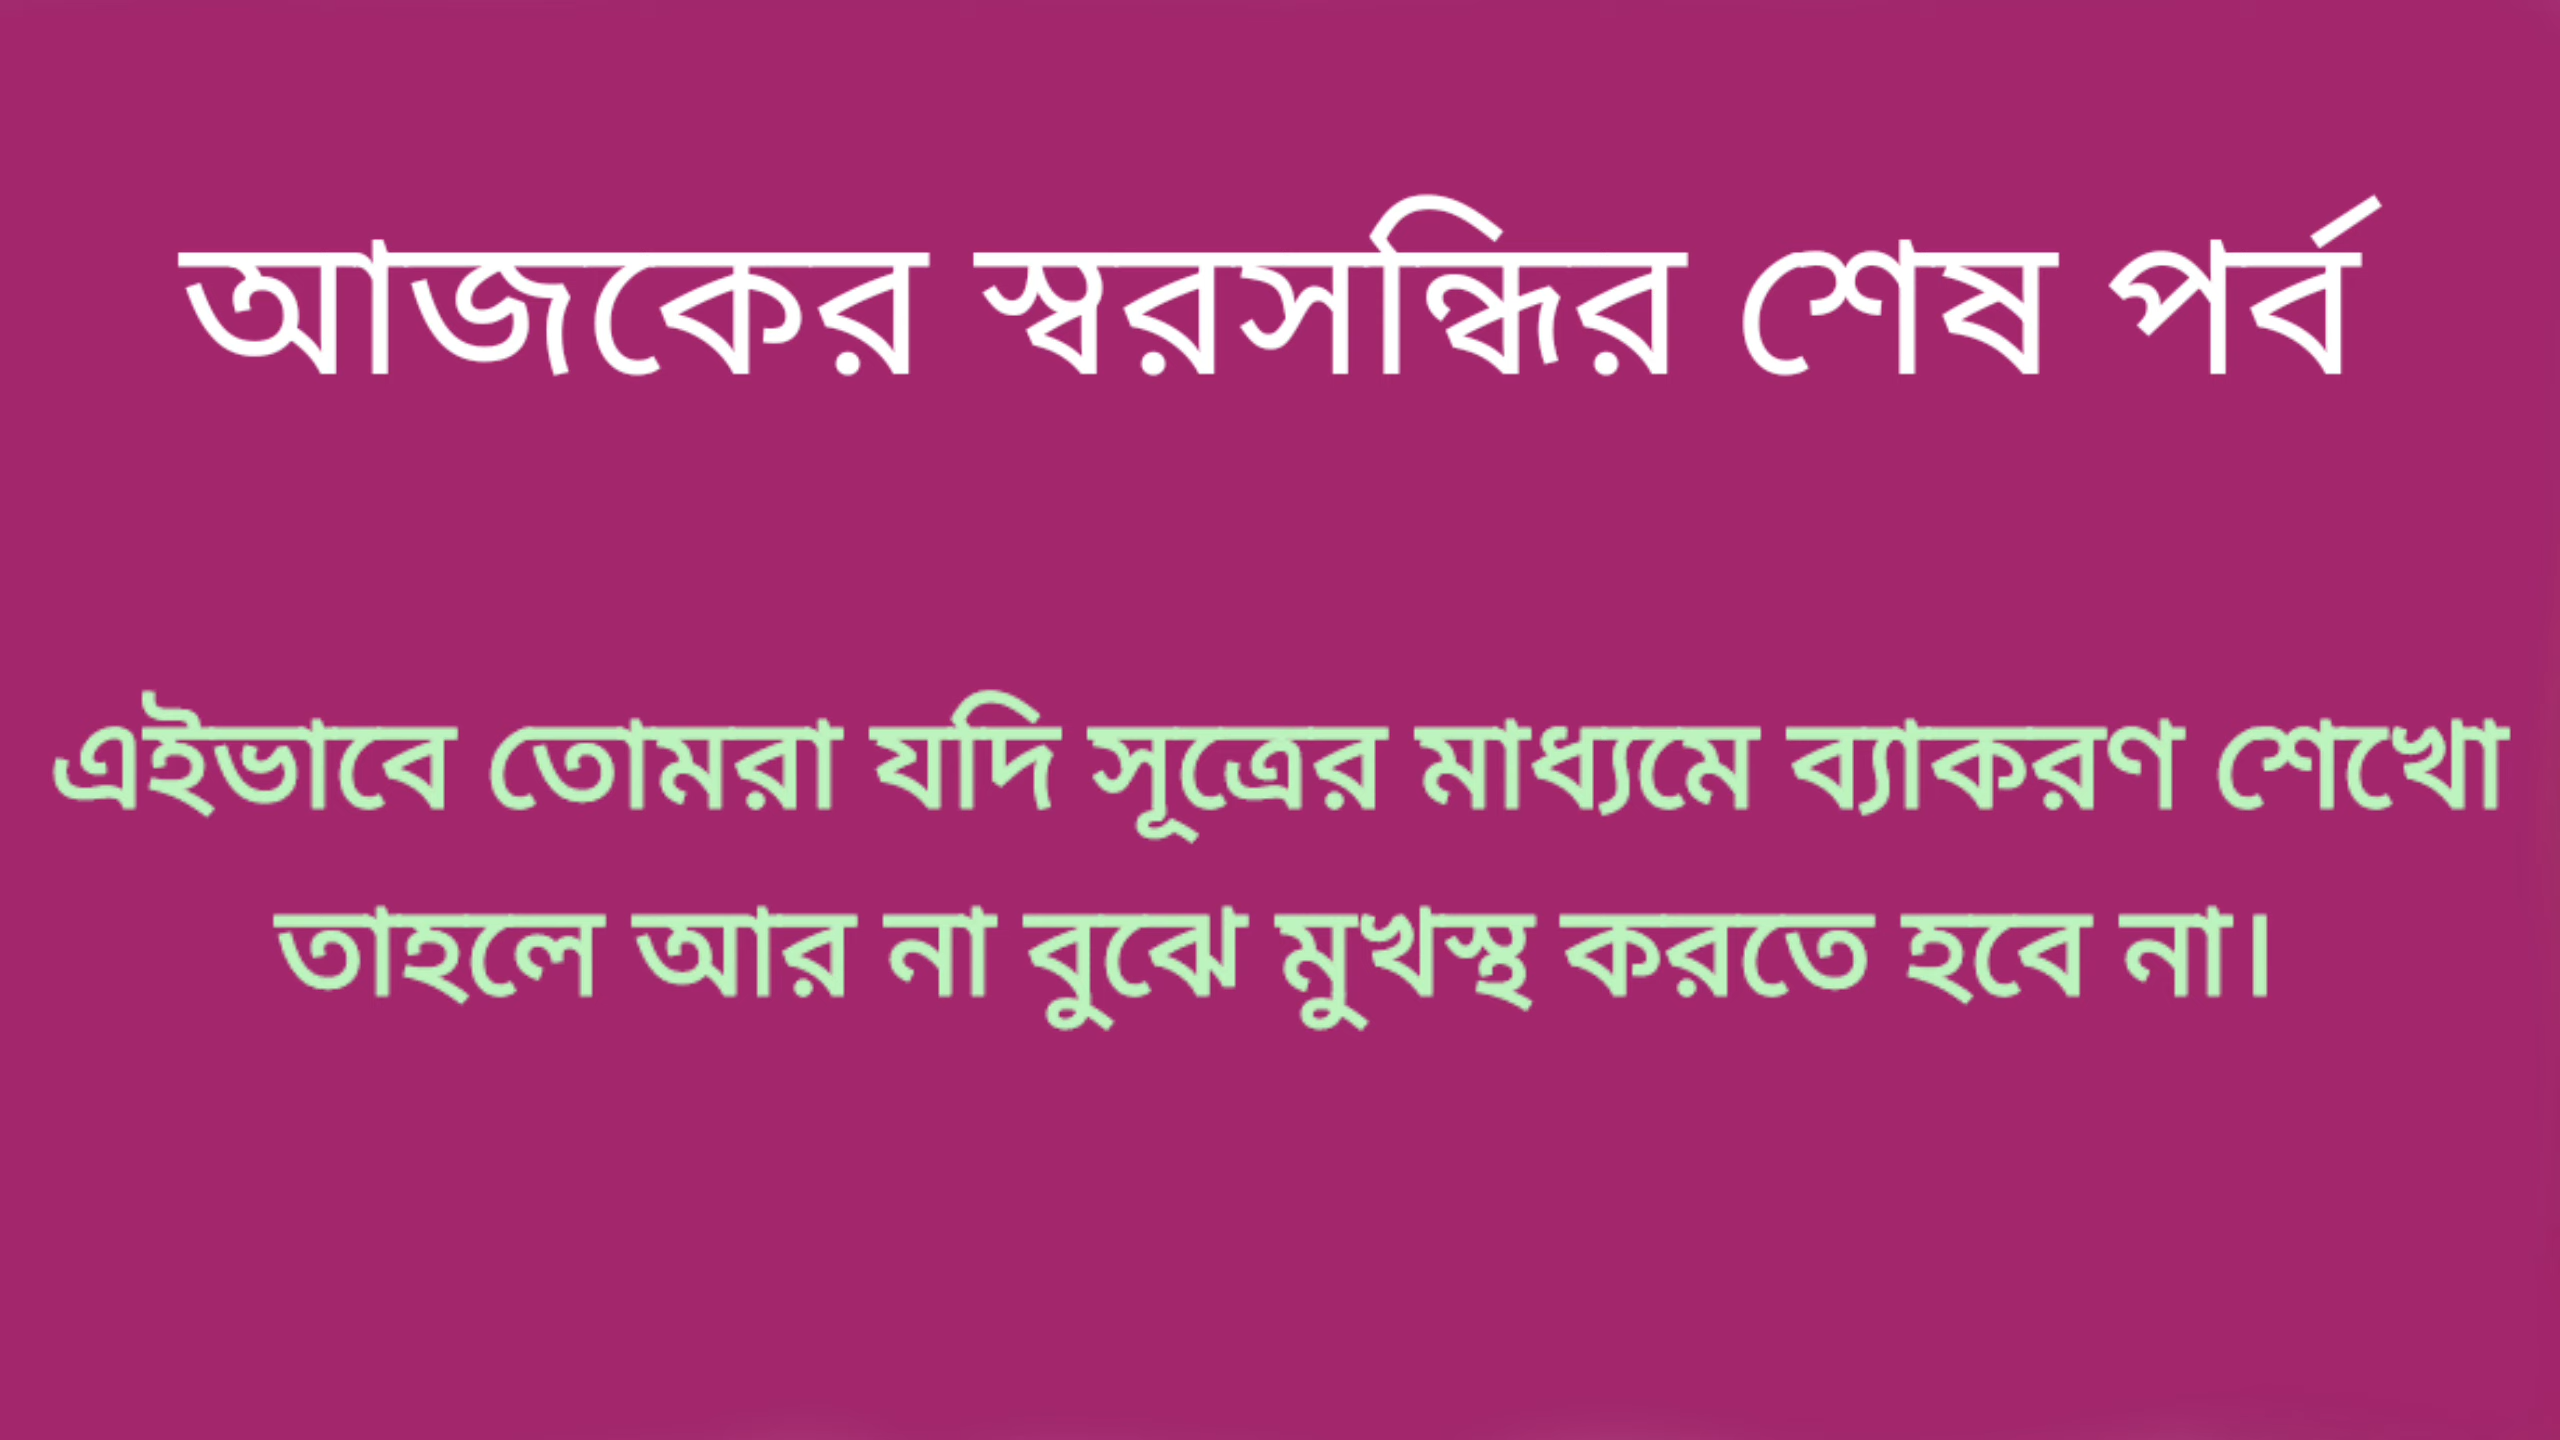 আজকের স্বরসন্ধির শেষ পর্ব
এইভাবে তোমরা যদি সূত্রের মাধ্যমে ব্যাকরণ শেখো
তাহলে আর না বুঝে মুখস্থ করতে হবে না।